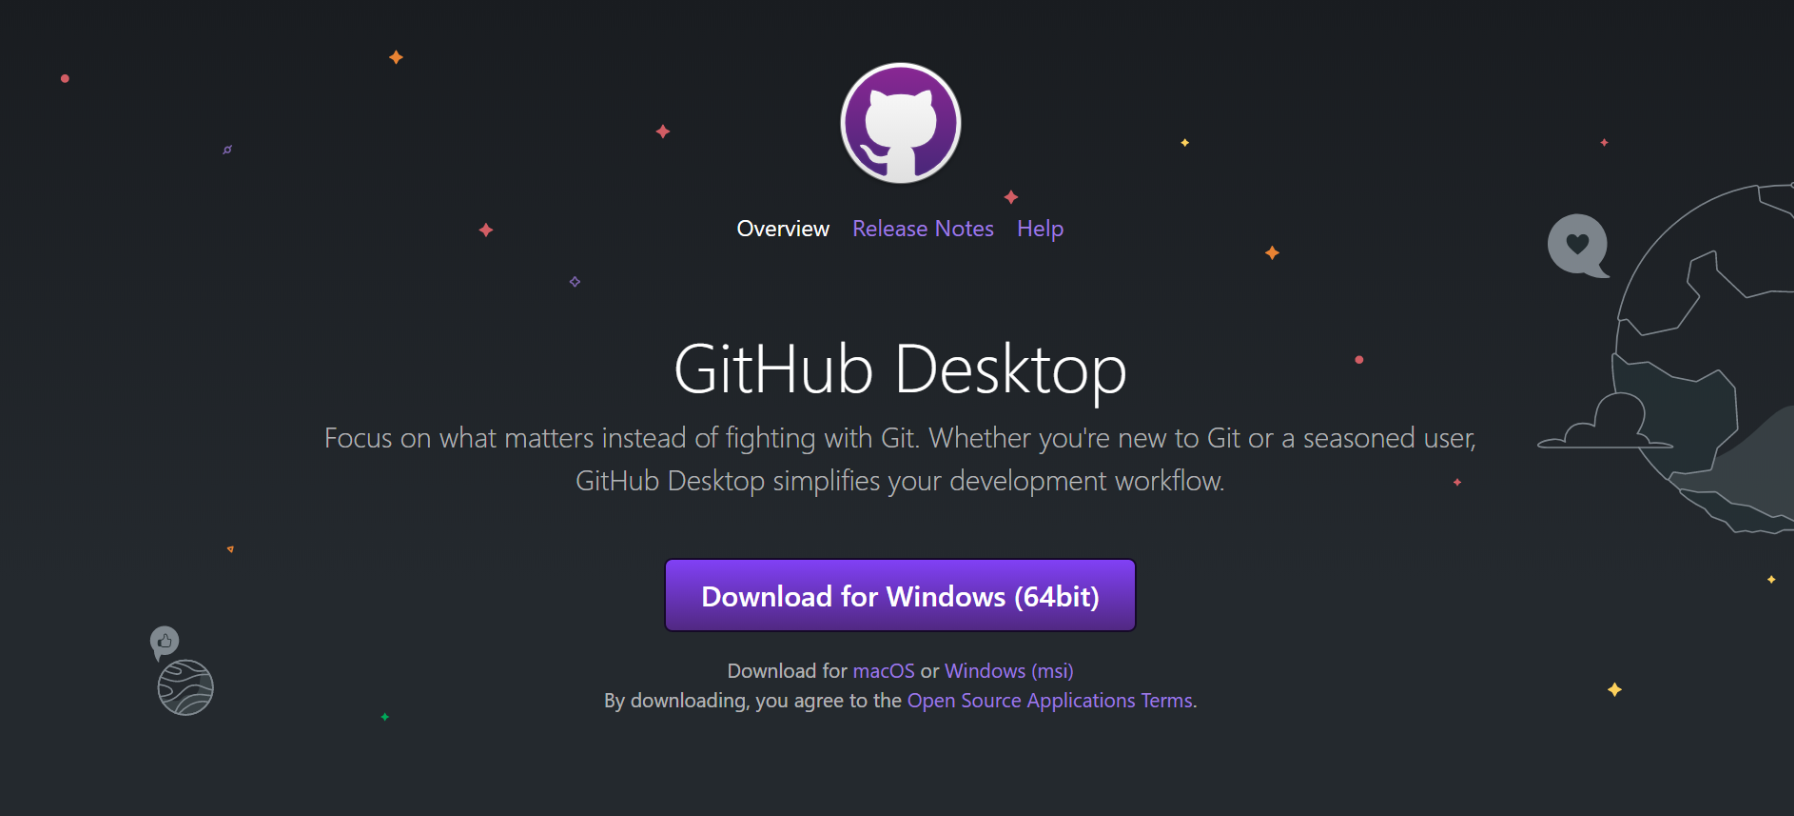 Overview Release Notes Help
GitHub Desktop
Focus on what matters instead of fighting with Git. Whether you're new to Git or a seasoned user,
GitHub Desktop simplifies your development workflow.
Download for Windows (64bit)
Download for macOS or Windows (msi)
By downloading, you agree to the Open Source Applications Terms.